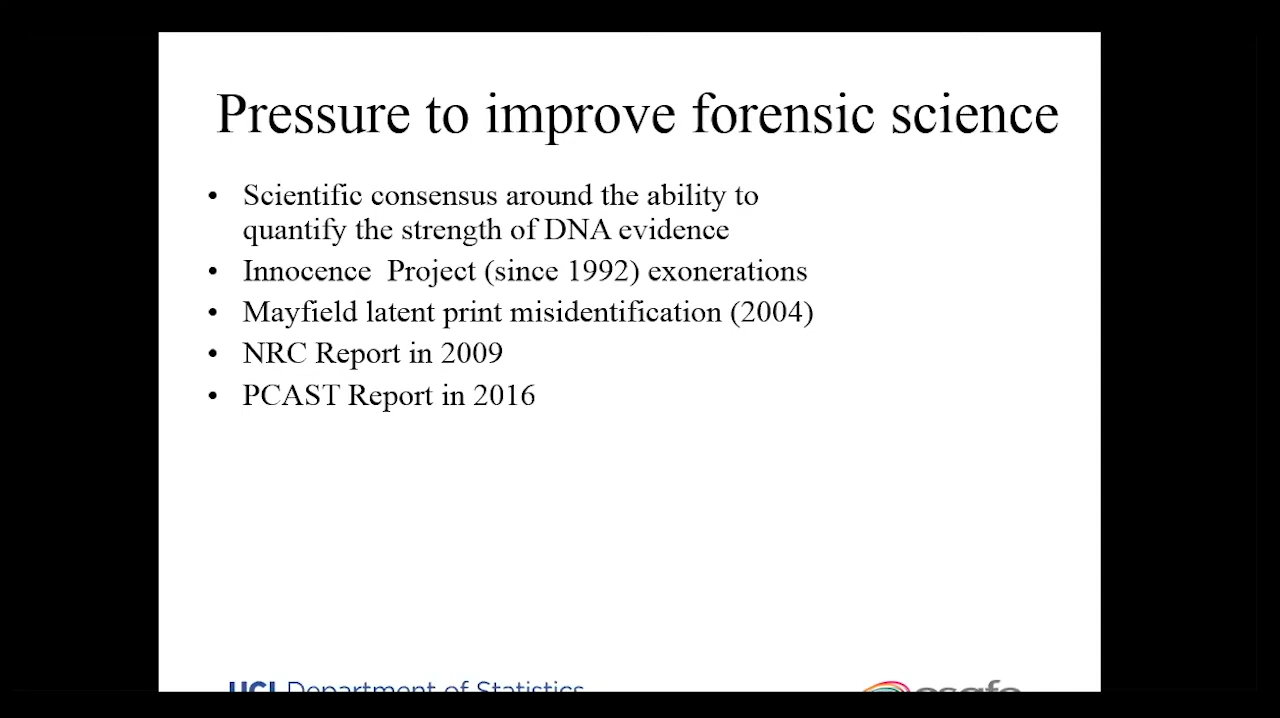 Pressure to improve forensic science
• Scientific consensus around the ability to
quantify the strength of DNA evidence
• Innocence  Project (since 1992) exonerations
• Mayfield latent print misidentification (2004)
• NRC Report in 2009
• PCAST Report in 2016
UCI Department of Statistics
csafe